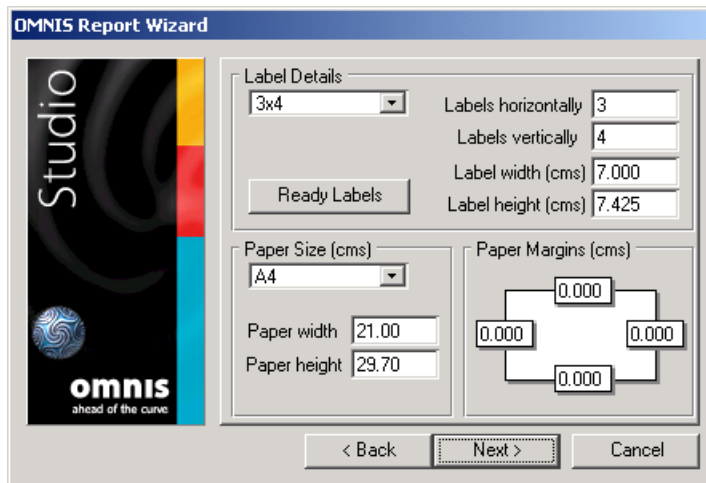 OMNIS Report Wizard
Studio
omnis
ahead of the curve
Label Details
3x4
Ready Labels
Labels horizontally 3
Labels vertically 4
Label width (cms) 7.000
Label height (cms) 7.425
Paper Size (cms)
A4
Paper width 21.00
Paper height 29.70
Paper Margins (cms)
0.000
0.000 0.000
0.000
< Back Next > Cancel